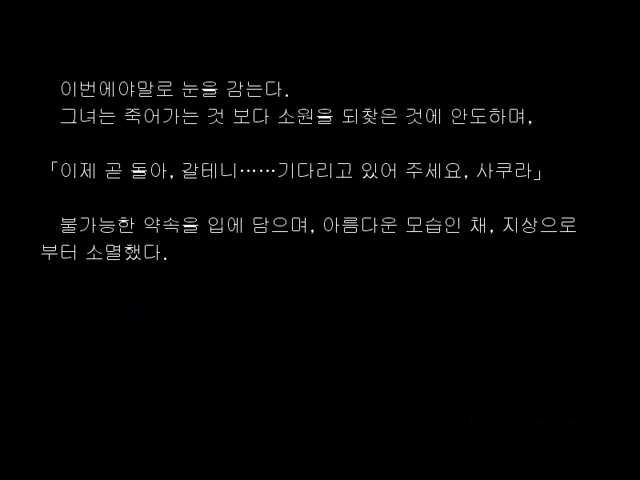 이번에야말로 눈을 감는다.
그녀는 죽어가는 것 보다 소원을 되찾은 것에 안도하며,
「이제 곧 돌아, 갈테니……기다리고 있어 주세요, 사쿠라」
불가능한 약속을 입에 담으며, 아름다운 모습인 채, 지상으로
부터 소멸했다.